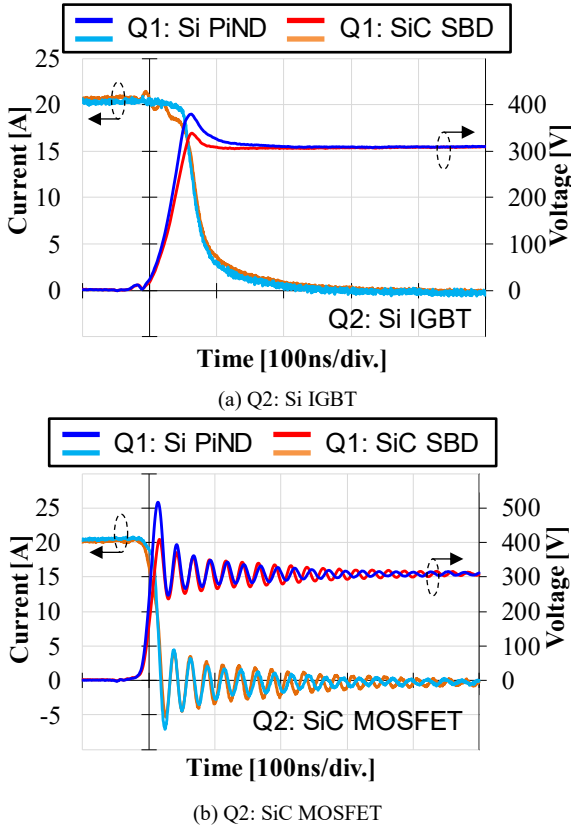 Q1: Si PiND Q1: SiC SBD
25
20
15
10
5
0
400
300
200
100
0
Current [A]
Voltage [V]
Q2: Si IGBT
Time [100ns/div.]
(a) Q2: Si IGBT
Q1: Si PiND Q1: SiC SBD
25
20
15
10
5
0
-5
500
400
300
200
100
0
Current [A]
Voltage [V]
Q2: SiC MOSFET
Time [100ns/div.]
(b) Q2: SiC MOSFET